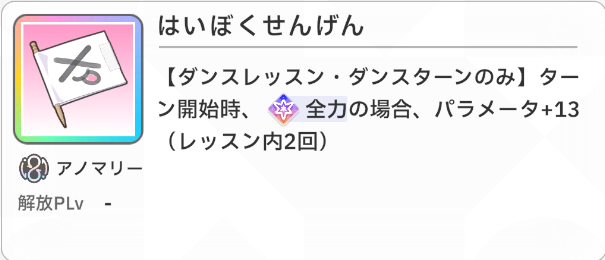 はいぼくせんげん
【ダンスレッスン・ダンスターンのみ】ター
ン開始時、全力の場合、パラメータ+13
（レッスン内2回）
アノマリー
解放PLv -